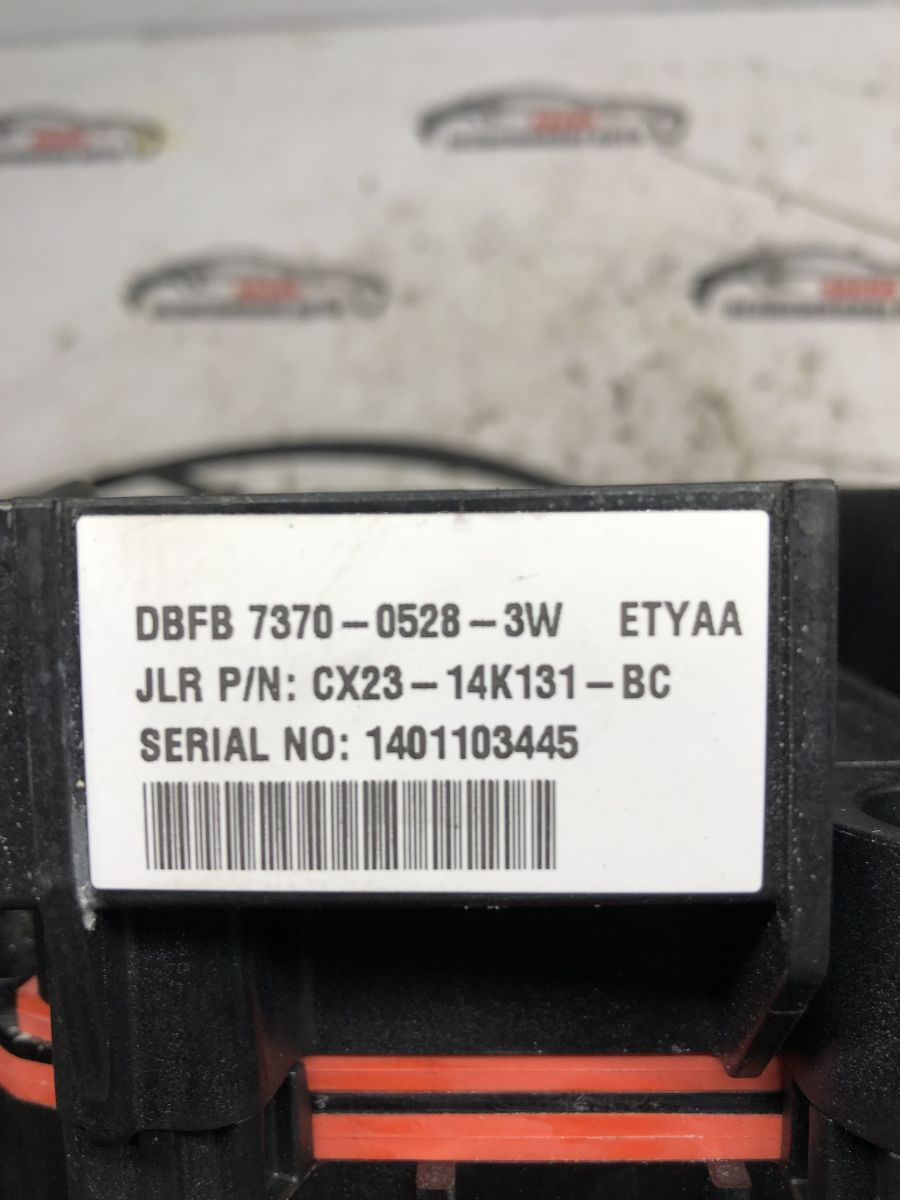 DBFB 7370-0528-3W ETYAA
JLR P/N: CX23-14K131-BC
SERIAL NO: 1401103445